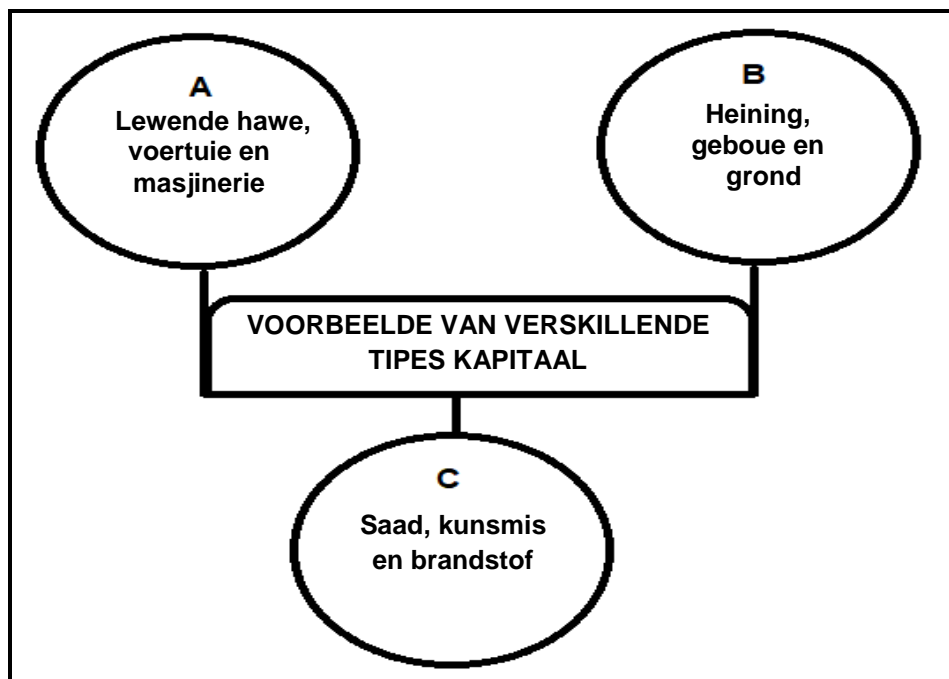 A
Lewende hawe,
voertuie en
masjinerie
B
Heining,
geboue en
grond
VOORBEELDE VAN VERSKILLENDE
TIPES KAPITAAL
C
Saad, kunsmis
en brandstof